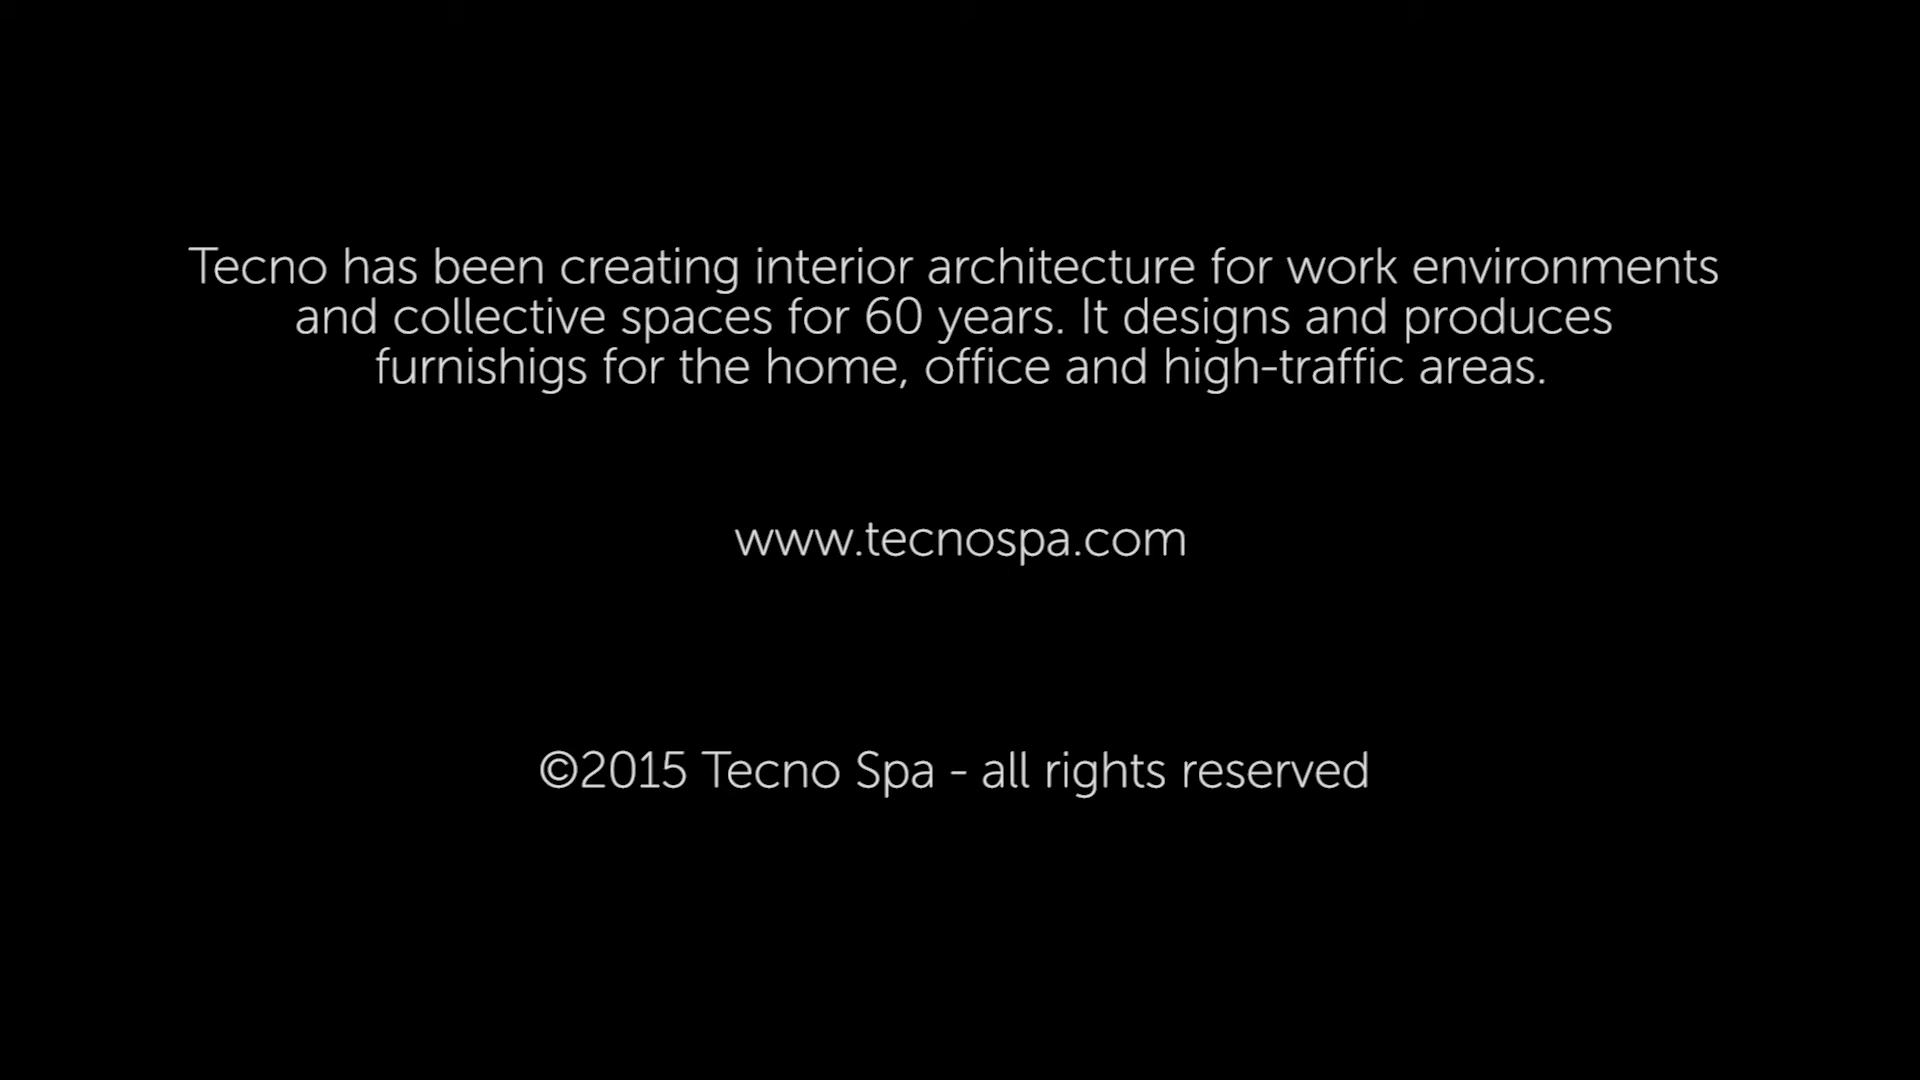 Tecno has been creating interior architecture for work environments
and collective spaces for 60 years. It designs and produces
furnishigs for the home, office and high-traffic areas.
www.tecnospa.com
©2015 Tecno Spa - all rights reserved